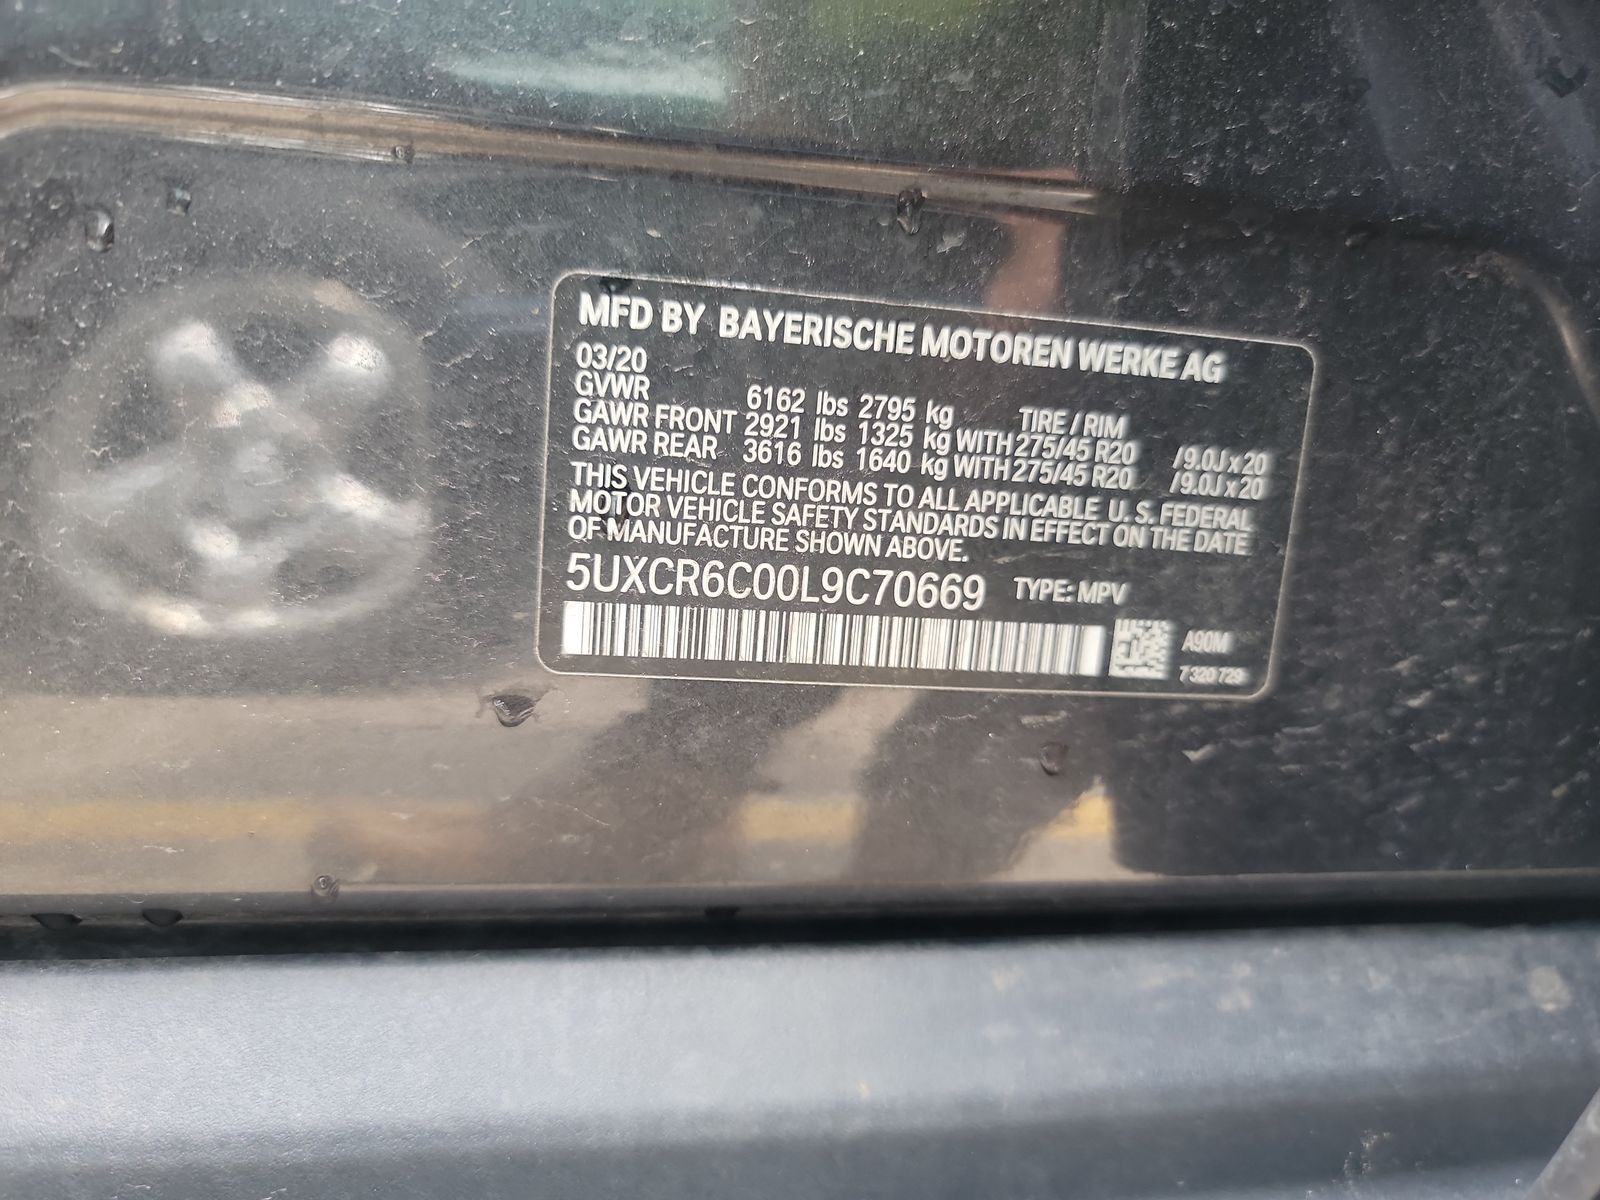 MFD BY BAYERISCHE MOTOREN WERKE AG
03/20
GVWR 6162 lbs 2795 kg TIRE / RIM
GAWR FRONT 2921 lbs 1325 kg WITH 275/45 R20 / 9.0J x 20
GAWR REAR 3616 lbs 1640 kg WITH 275/45 R20 / 9.0J x 20
THIS VEHICLE CONFORMS TO ALL APPLICABLE U.S. FEDERAL
MOTOR VEHICLE SAFETY STANDARDS IN EFFECT ON THE DATE
OF MANUFACTURE SHOWN ABOVE.
5UXCR6C00L9C70669 TYPE: MPV
A90M
7320729